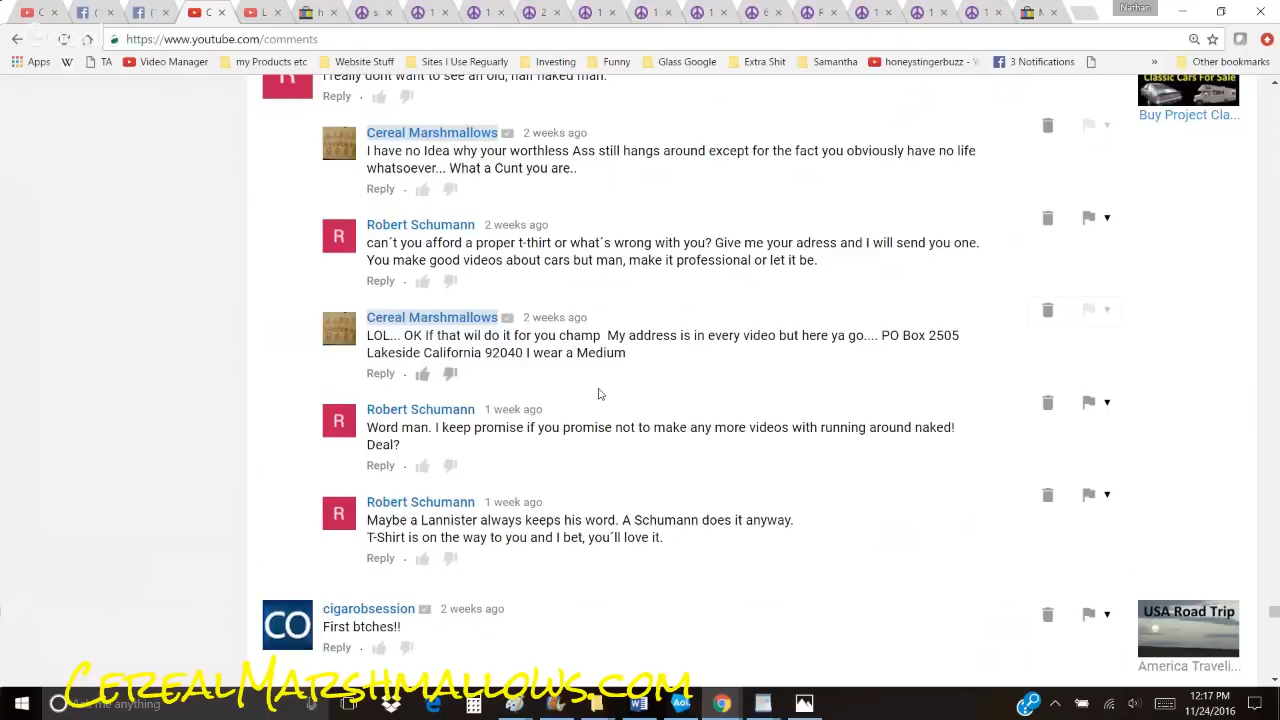 Nathan
https://www.youtube.com/comments
Apps
W
TA
Video Manager
my Products etc
Website Stuff
Sites I Use Reguarly
Investing
Funny
Glass Google
Extra Shit
Samantha
honeystingerbuzz - Yo
3 Notifications
Other bookmarks
I really dont want to see an old, half naked man.
Reply
Classic Cars For Sale
Buy Project Cla...
Cereal Marshmallows 2 weeks ago
I have no Idea why your worthless Ass still hangs around except for the fact you obviously have no life
whatsoever... What a Cunt you are..
Reply
R
Robert Schumann 2 weeks ago
can´t you afford a proper t-thirt or what´s wrong with you? Give me your adress and I will send you one.
You make good videos about cars but man, make it professional or let it be.
Reply
Cereal Marshmallows 2 weeks ago
LOL... OK If that wil do it for you champ My address is in every video but here ya go.... PO Box 2505
Lakeside California 92040 I wear a Medium
Reply
R
Robert Schumann 1 week ago
Word man. I keep promise if you promise not to make any more videos with running around naked!
Deal?
Reply
R
Robert Schumann 1 week ago
Maybe a Lannister always keeps his word. A Schumann does it anyway.
T-Shirt is on the way to you and I bet, you´ll love it.
Reply
CO
cigarobsession 2 weeks ago
First btches!!
Reply
USA Road Trip
America Traveli...
CerealMarshmallows.com
me anything
AOL
12:17 PM
11/24/2016